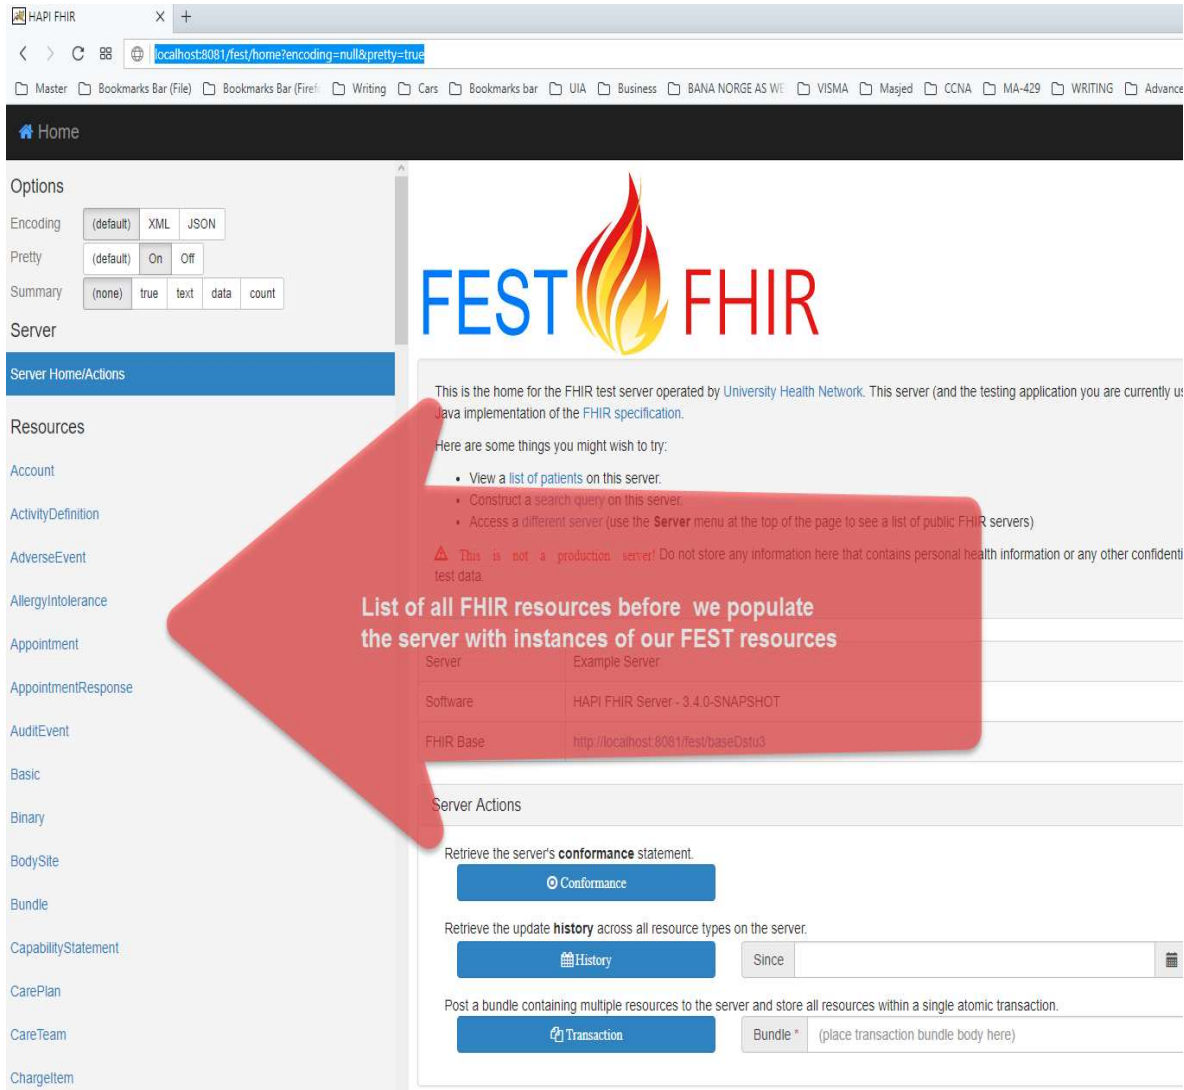 HAPI FHIR
localhost:8081/fest/home?encoding=null&pretty=true
Master Bookmarks Bar (File) Bookmarks Bar (Firef Writing Cars Bookmarks bar UIA Business BANA NORGE AS WE VISMA Masjed CCNA MA-429 WRITING Advance
Home
Options
Encoding (default) XML JSON
Pretty (default) On Off
Summary (none) true text data count
Server
Server Home/Actions
Resources
Account
ActivityDefinition
AdverseEvent
AllergyIntolerance
Appointment
AppointmentResponse
AuditEvent
Basic
Binary
BodySite
Bundle
CapabilityStatement
CarePlan
CareTeam
ChargeItem
FEST FHIR
This is the home for the FHIR test server operated by University Health Network. This server (and the testing application you are currently us
Java implementation of the FHIR specification.
Here are some things you might wish to try:
• View a list of patients on this server.
• Construct a search query on this server.
• Access a different server (use the Server menu at the top of the page to see a list of public FHIR servers)
This is not a production server! Do not store any information here that contains personal health information or any other confidenti
test data.
List of all FHIR resources before we populate
the server with instances of our FEST resources
Server Example Server
Software HAPI FHIR Server - 3.4.0-SNAPSHOT
FHIR Base http://localhost:8081/fest/baseDstu3
Server Actions
Retrieve the server's conformance statement.
Conformance
Retrieve the update history across all resource types on the server.
History Since
Post a bundle containing multiple resources to the server and store all resources within a single atomic transaction.
Transaction Bundle * (place transaction bundle body here)